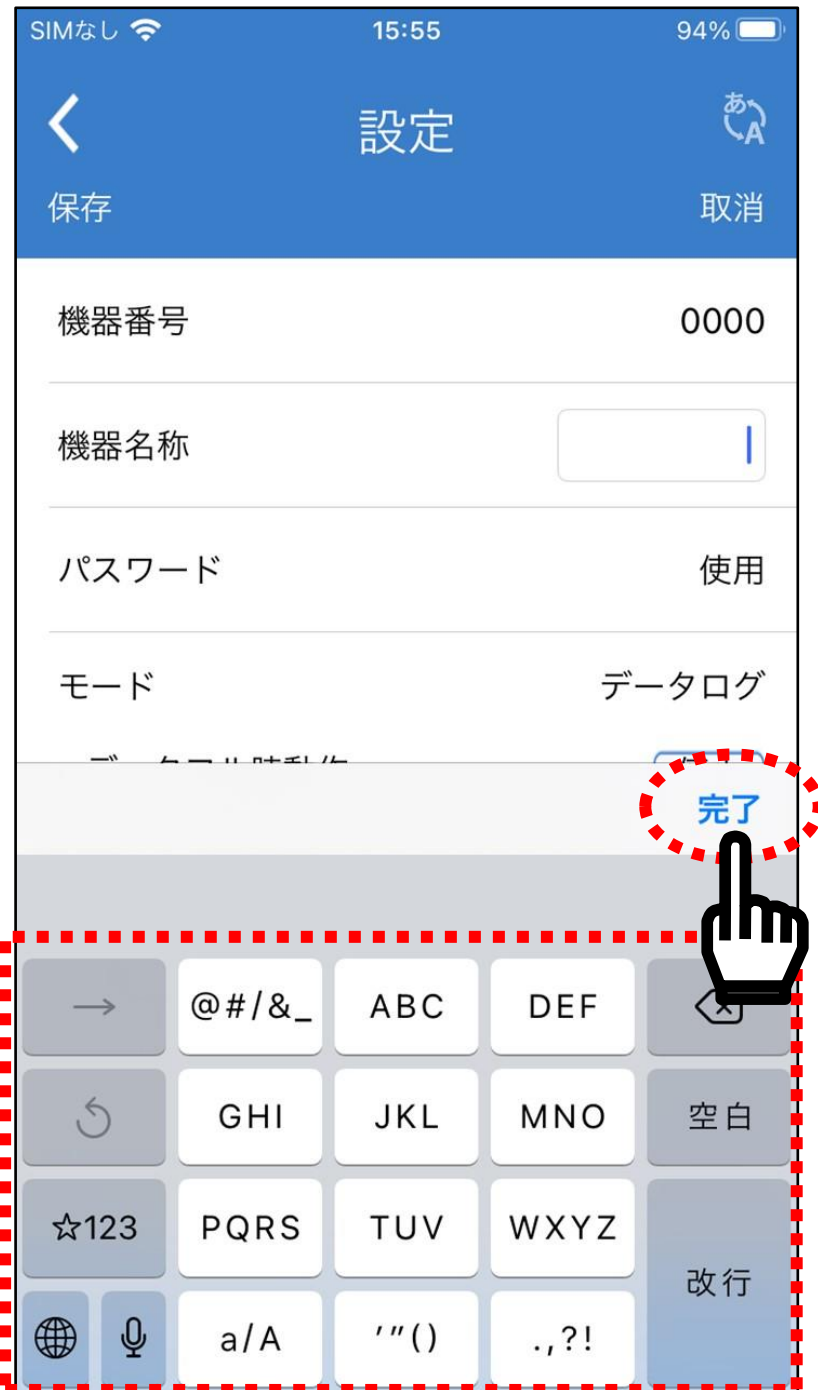 SIMなし 15:55 94%
設定 あA
保存 取消
機器番号 0000
機器名称
パスワード 使用
モード データログ
完了
→ @#/&_ ABC DEF
GHI JKL MNO 空白
☆123 PQRS TUV WXYZ
改行
a/A ′″() .,?!